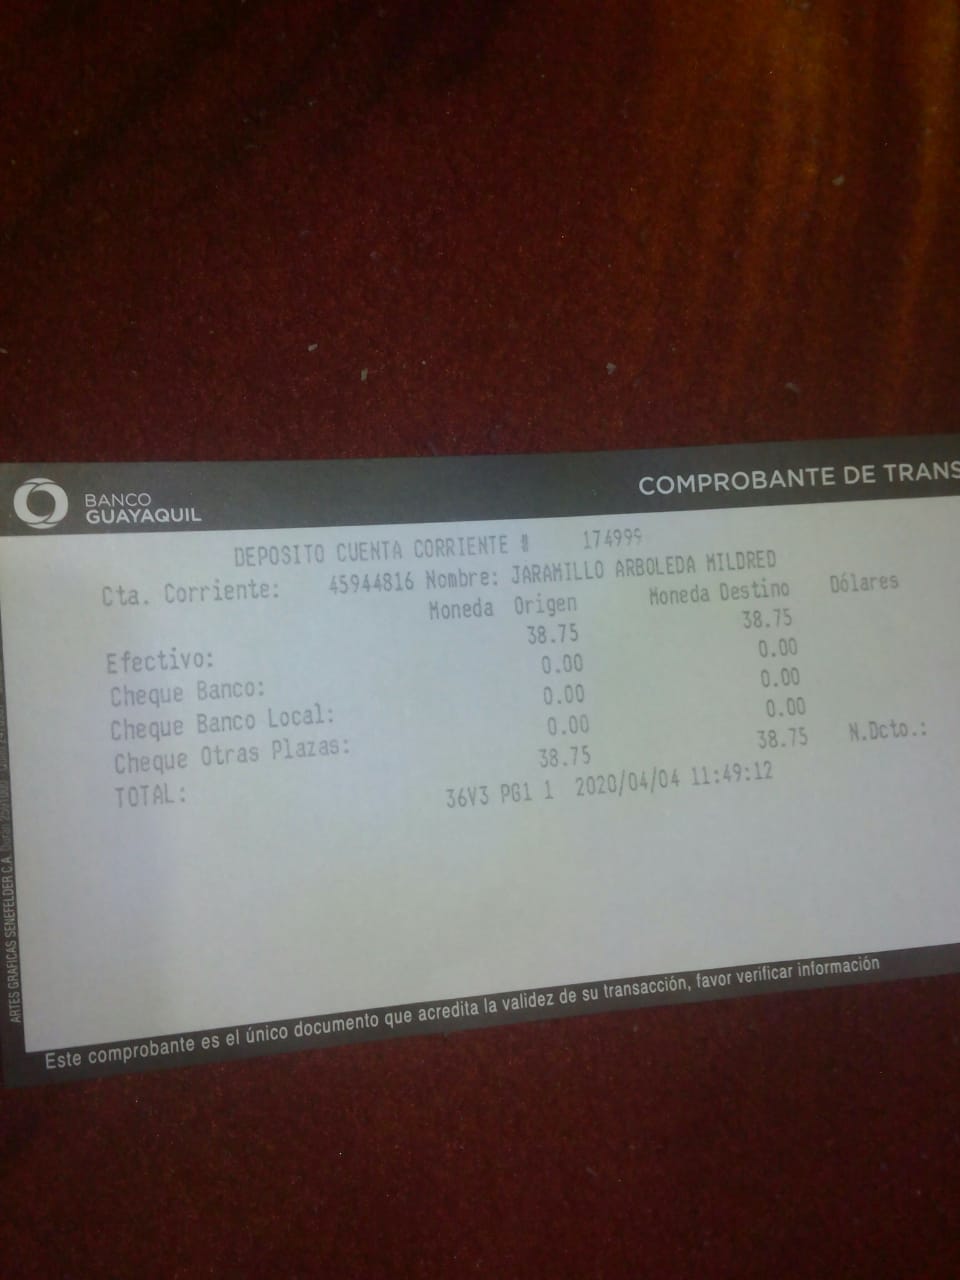 BANCO
GUAYAQUIL
COMPROBANTE DE TRANS
DEPOSITO CUENTA CORRIENTE # 174999
Cta. Corriente: 45944816 Nombre: JARAMILLO ARBOLEDA MILDRED
Moneda Origen Moneda Destino Dólares
Efectivo: 38.75 38.75
Cheque Banco: 0.00 0.00
Cheque Banco Local: 0.00 0.00
Cheque Otras Plazas: 0.00 0.00
TOTAL: 38.75 38.75 N.Dcto.:
36V3 PG1 1 2020/04/04 11:49:12
Este comprobante es el único documento que acredita la validez de su transacción, favor verificar información
ARTES GRAFICAS SENEFELDER C.A.